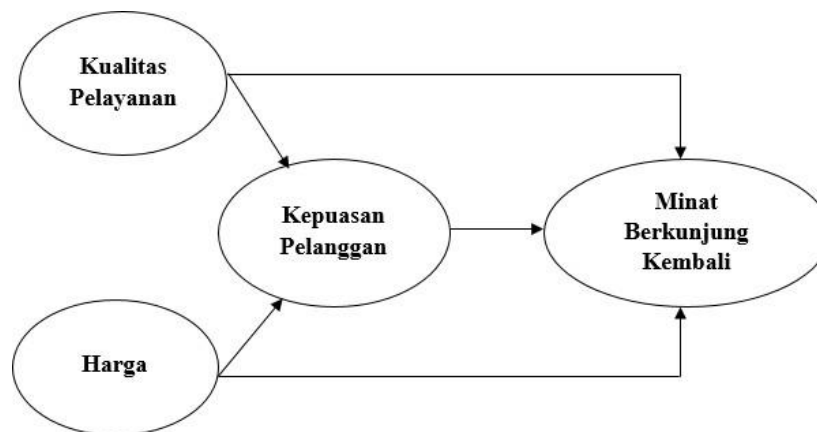 Kualitas
Pelayanan
Kepuasan
Pelanggan
Minat
Berkunjung
Kembali
Harga